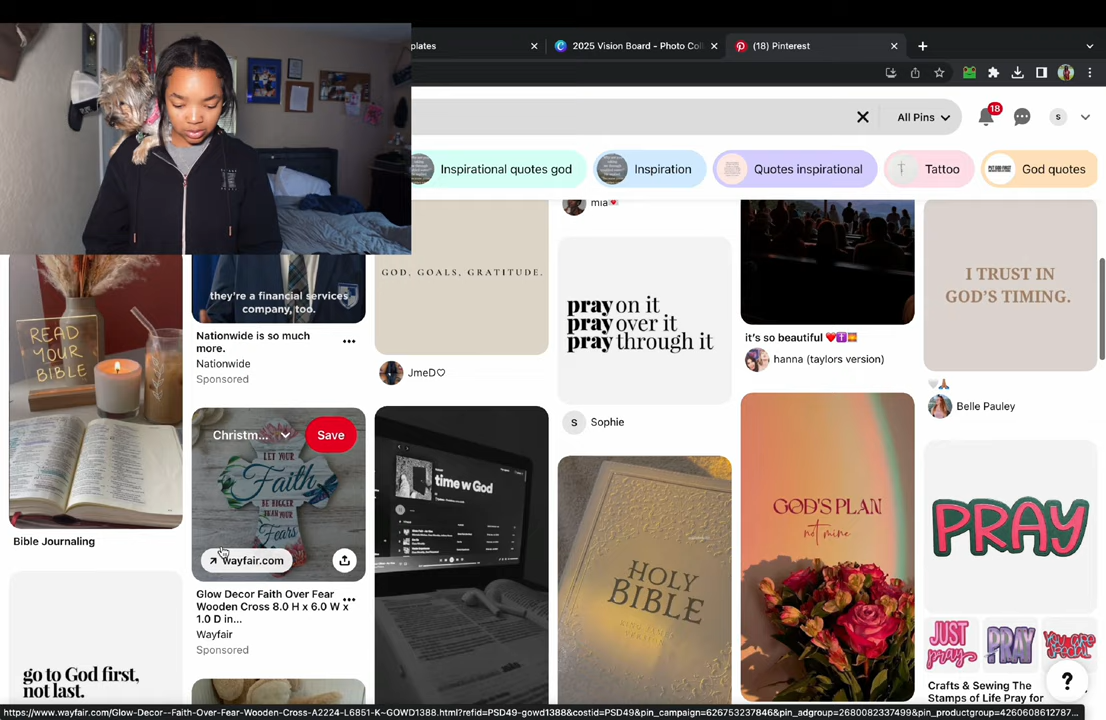 plates
2025 Vision Board - Photo Col
(18) Pinterest
All Pins
18
s
Inspirational quotes god
Inspiration
Quotes inspirational
Tattoo
God quotes
READ
YOUR
BIBLE
Bible Journaling
go to God first,
not last.
they're a financial services
company, too.
Nationwide is so much
more.
Nationwide
Sponsored
Christm...
Save
LET YOUR
Faith
BE BIGGER
THAN YOUR
Fears
wayfair.com
Glow Decor Faith Over Fear
Wooden Cross 8.0 H x 6.0 W x
1.0 D in...
Wayfair
Sponsored
GOD, GOALS, GRATITUDE.
JmeD♡
time w God
mia
pray on it
pray over it
pray through it
S
Sophie
HOLY
BIBLE
KING JAMES
VERSION
it's so beautiful
hanna (taylors version)
GOD'S PLAN
not mine
I TRUST IN
GOD'S TIMING.
Belle Pauley
PRAY
JUST
pray
PRAY
You are
special
Crafts & Sewing The
Stamps of Life Pray for
?
https://www.wayfair.com/Glow-Decor--Faith-Over-Fear-Wooden-Cross-A2224-L6851-K~GOWD1388.html?refid=PSD49-gowd1388&costid=PSD49&pin_campaign=626753237846&pin_adgroup=2680082337499&pin_productgroup=4260608612787...